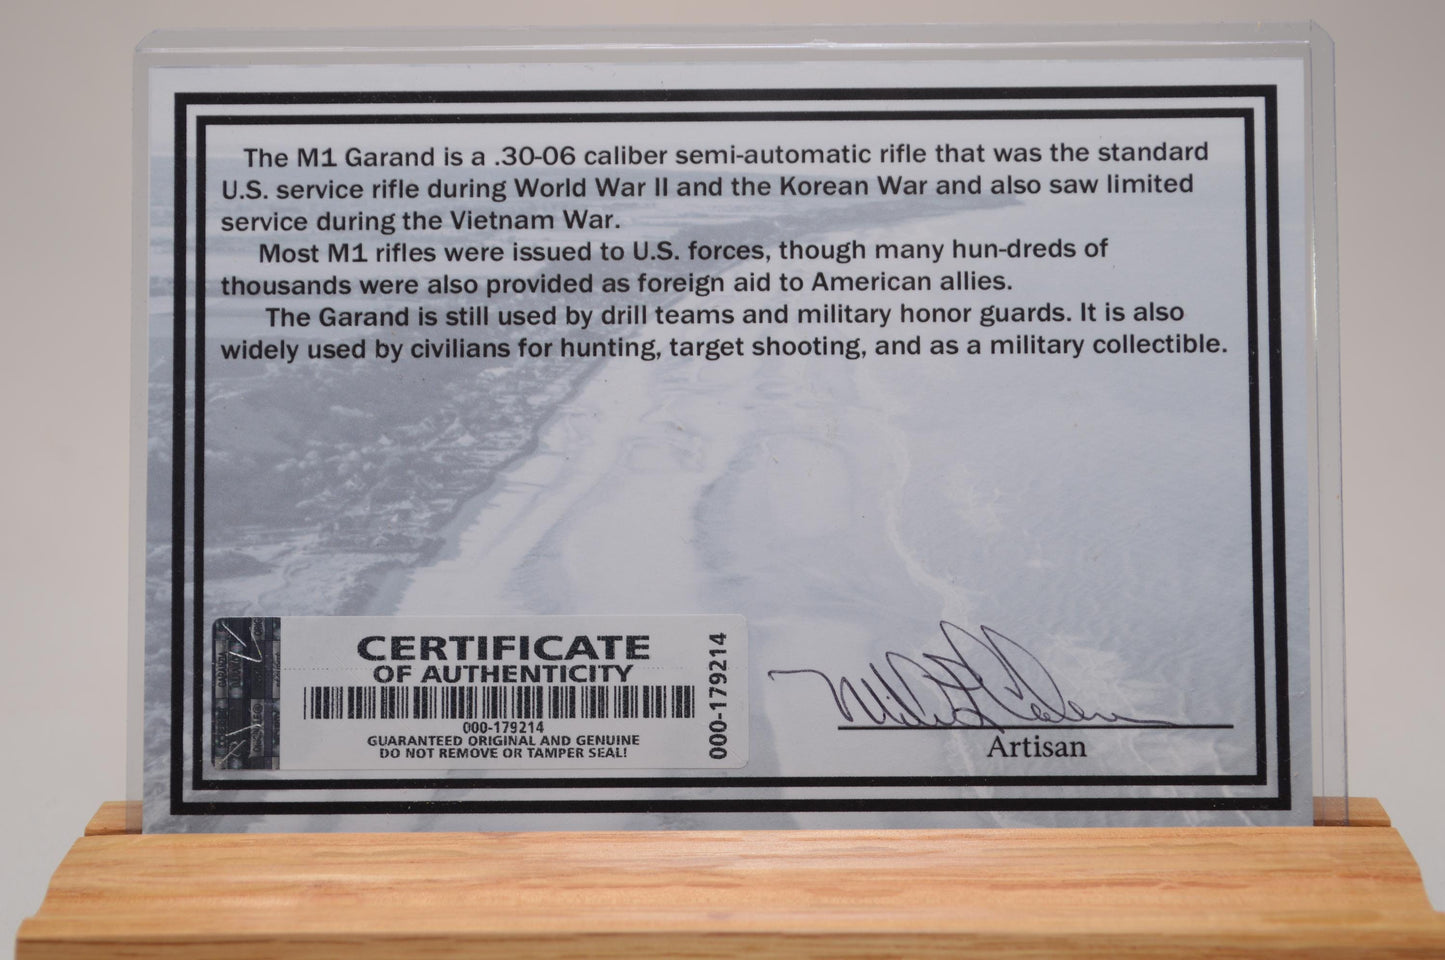 The M1 Garand is a .30-06 caliber semi-automatic rifle that was the standard
U.S. service rifle during World War II and the Korean War and also saw limited
service during the Vietnam War.
Most M1 rifles were issued to U.S. forces, though many hun-dreds of
thousands were also provided as foreign aid to American allies.
The Garand is still used by drill teams and military honor guards. It is also
widely used by civilians for hunting, target shooting, and as a military collectible.
CERTIFICATE
OF AUTHENTICITY
000-179214
GUARANTEED ORIGINAL AND GENUINE
DO NOT REMOVE OR TAMPER SEAL!
000-179214
Artisan